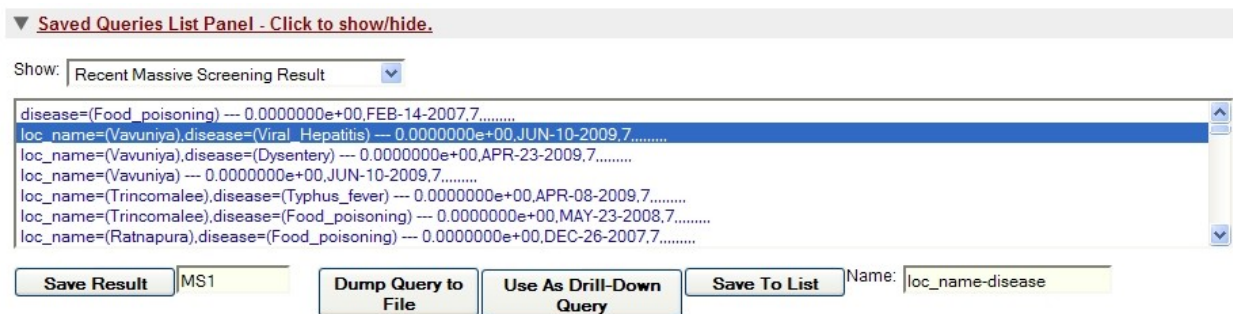 ▼ Saved Queries List Panel - Click to show/hide.
Show: Recent Massive Screening Result
disease=(Food_poisoning) --- 0.0000000e+00,FEB-14-2007,7,,,,,,,,,
loc_name=(Vavuniya),disease=(Viral_Hepatitis) --- 0.0000000e+00,JUN-10-2009,7,,,,,,,,,
loc_name=(Vavuniya),disease=(Dysentery) --- 0.0000000e+00,APR-23-2009,7,,,,,,,,,
loc_name=(Vavuniya) --- 0.0000000e+00,JUN-10-2009,7,,,,,,,,,
loc_name=(Trincomalee),disease=(Typhus_fever) --- 0.0000000e+00,APR-08-2009,7,,,,,,,,,
loc_name=(Trincomalee),disease=(Food_poisoning) --- 0.0000000e+00,MAY-23-2008,7,,,,,,,,,
loc_name=(Ratnapura),disease=(Food_poisoning) --- 0.0000000e+00,DEC-26-2007,7,,,,,,,,,
Save Result MS1 Dump Query to File Use As Drill-Down Query Save To List Name: loc_name-disease